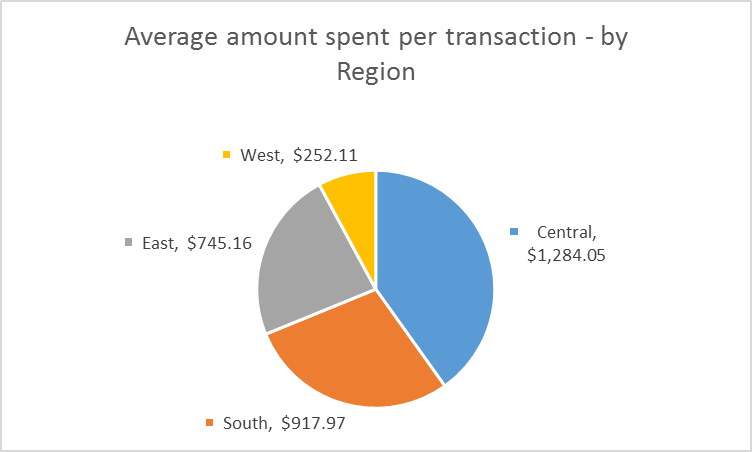 Average amount spent per transaction - by
Region
West,  $252.11
Central,
$1,284.05
East,  $745.16
South,  $917.97